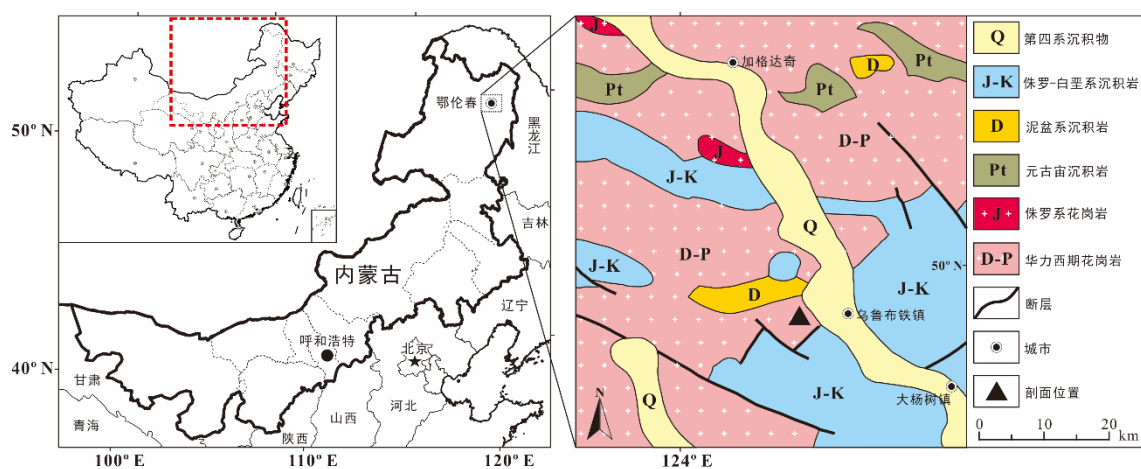 50° N
40° N
100° E
110° E
120° E
鄂伦春
黑龙江
吉林
辽宁
内蒙古
呼和浩特
北京
甘肃
青海
陕西
山西
河北
J
加格达奇
D
Pt
Pt
Pt
D-P
J
J-K
Q
D-P
J-K
50° N
J-K
D
乌鲁布铁镇
J-K
大杨树镇
Q
N
124° E
Q 第四系沉积物
J-K 侏罗-白垩系沉积岩
D 泥盆系沉积岩
Pt 元古宙沉积岩
J 侏罗系花岗岩
D-P 华力西期花岗岩
断层
城市
剖面位置
0 10 20
km